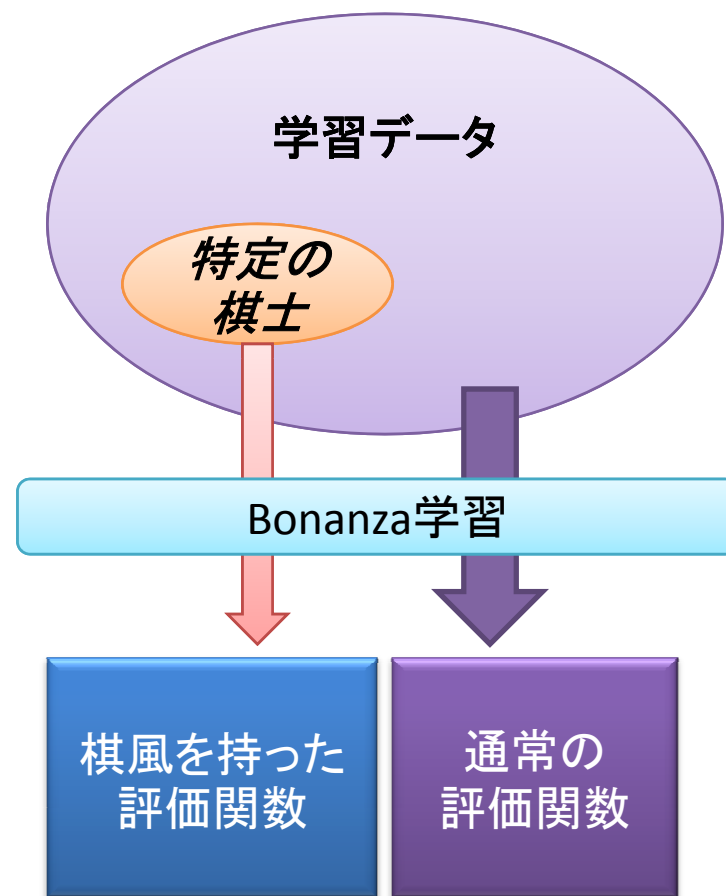 学習データ
特定の
棋士
Bonanza学習
棋風を持った
評価関数
通常の
評価関数